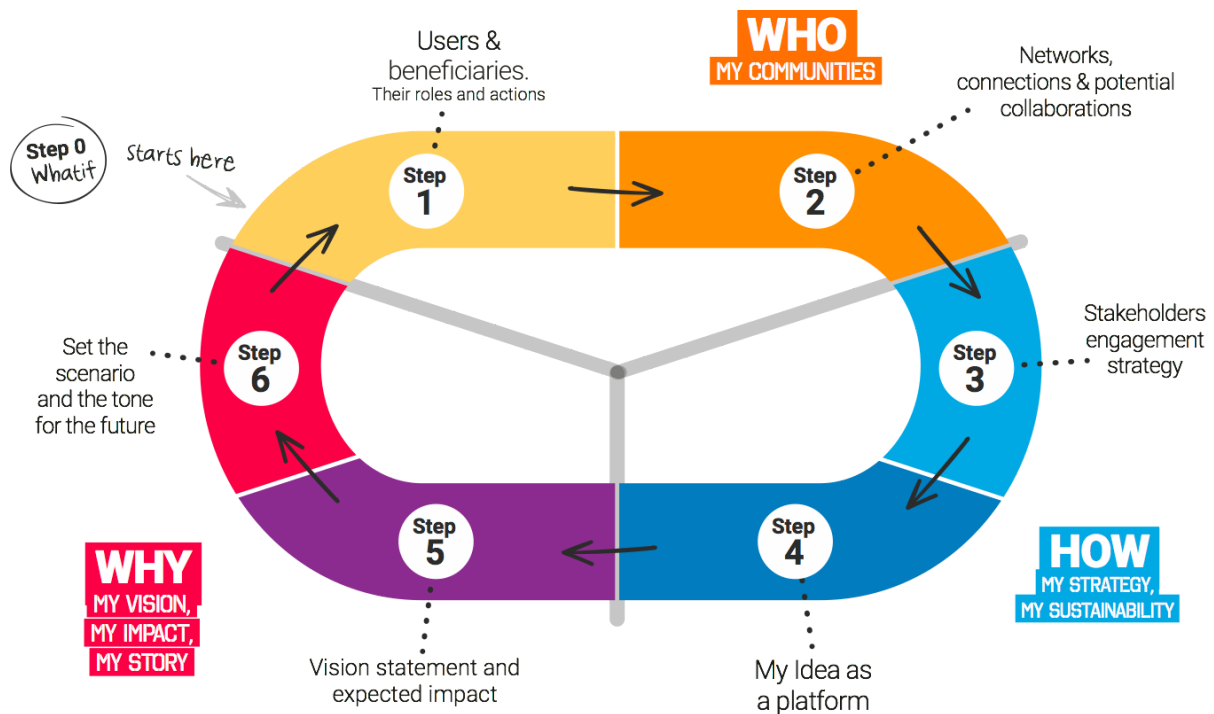 Users &
beneficiaries.
Their roles and actions
WHO
MY COMMUNITIES
Networks,
connections & potential
collaborations
Step 0
Whatif
starts here
Step
1
Step
2
Step
3
Stakeholders
engagement
strategy
Step
4
My Idea as
a platform
HOW
MY STRATEGY,
MY SUSTAINABILITY
Step
5
Vision statement and
expected impact
WHY
MY VISION,
MY IMPACT,
MY STORY
Step
6
Set the
scenario
and the tone
for the future